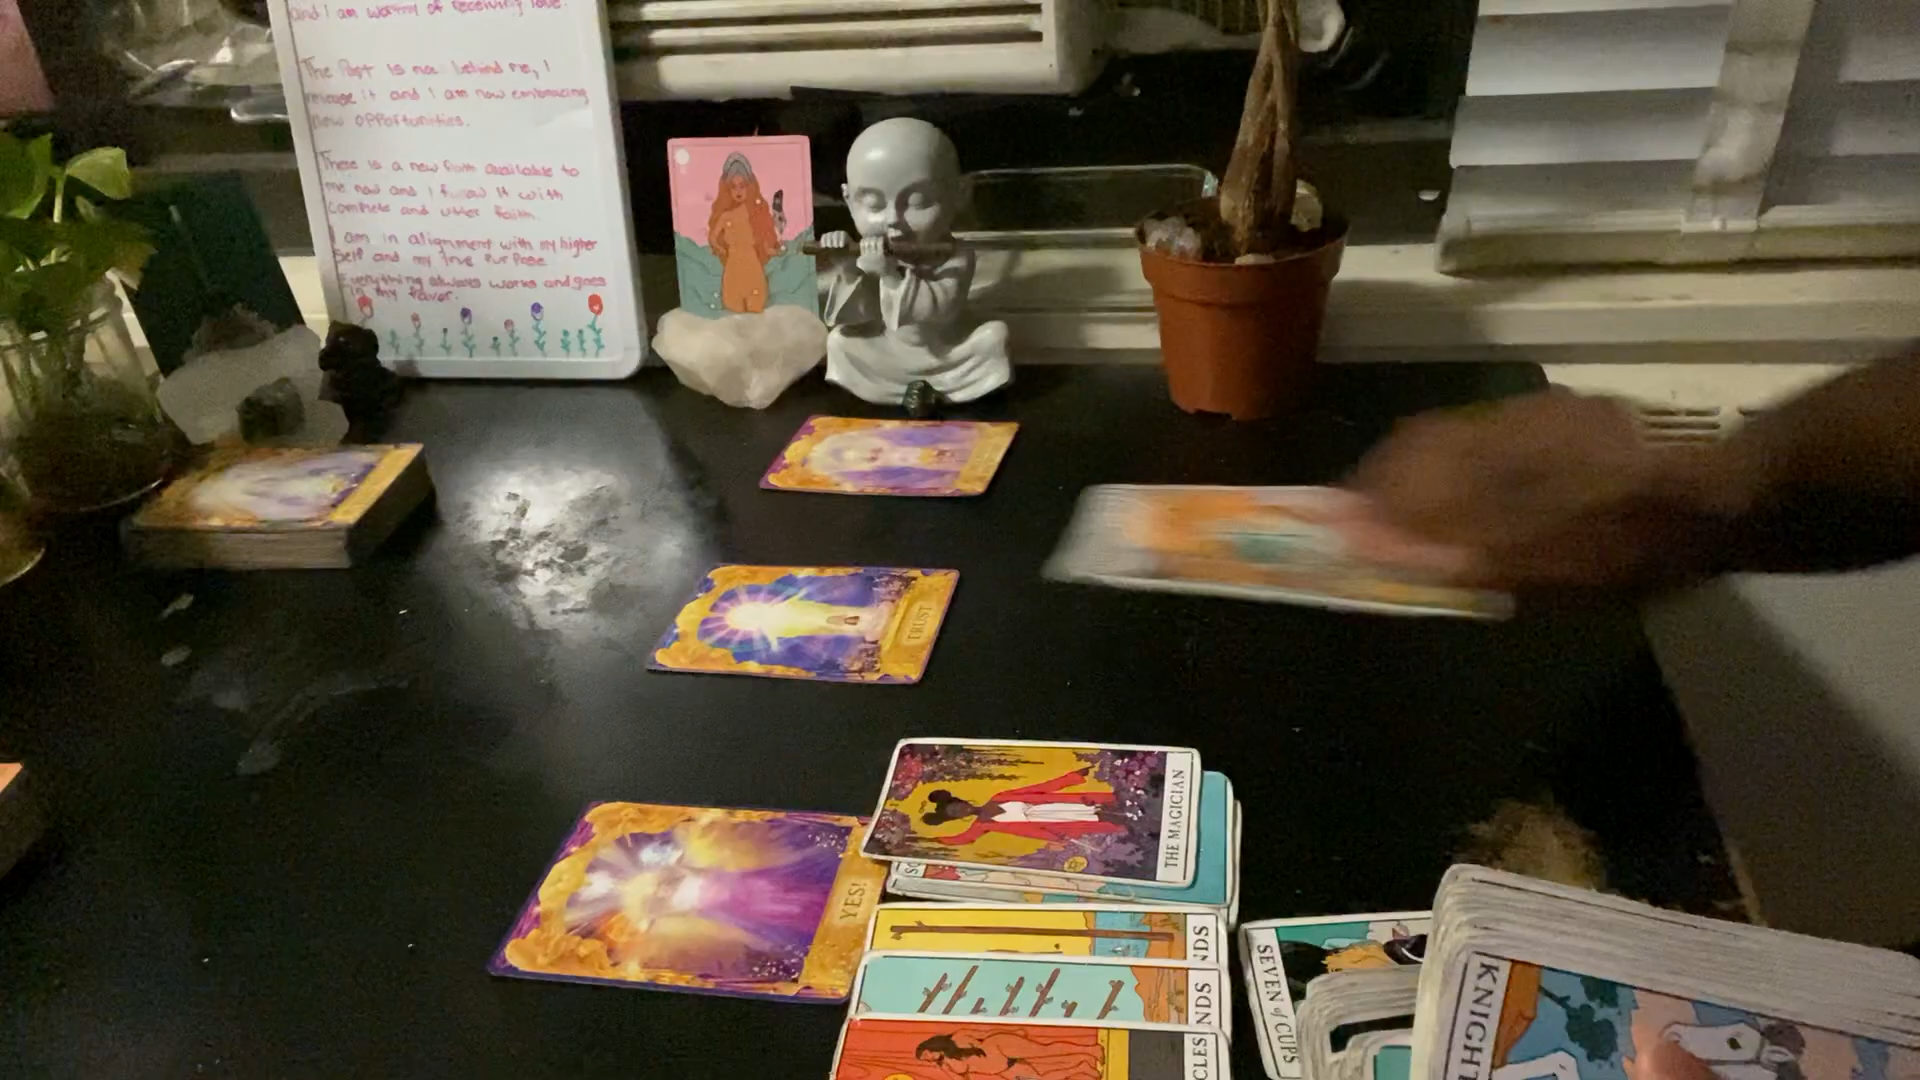 and I am worthy of receiving love.
The Past is now behind me, I
release it and I am now embracing
new opportunities.
There is a new path available to
me now and I follow it with
complete and utter faith.
I am in alignment with my higher
self and my true purpose
Everything always works and goes
in my favor.
TRUST
THE MAGICIAN
YES!
NDS
NDS
CLES
SEVEN of CUPS
KNIGHT